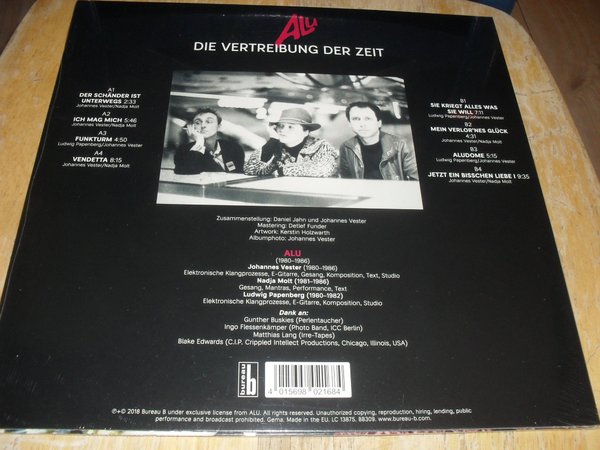 ALU
DIE VERTREIBUNG DER ZEIT
A1
DER SCHÄNDER IST
UNTERWEGS 2:33
Johannes Vester/Nadja Molt
A2
ICH MAG MICH 5:46
Johannes Vester/Nadja Molt
A3
FUNKTURM 4:50
Ludwig Papenberg/Johannes Vester
A4
VENDETTA 8:15
Johannes Vester/Nadja Molt
B1
SIE KRIEGT ALLES WAS
SIE WILL 7:11
Ludwig Papenberg/Johannes Vester
B2
MEIN VERLOR'NES GLÜCK
4:31
Johannes Vester/Nadja Molt
B3
ALUDOME 5:15
Ludwig Papenberg/Johannes Vester
B4
JETZT EIN BISSCHEN LIEBE ! 9:35
Johannes Vester/Nadja Molt
Zusammenstellung: Daniel Jahn und Johannes Vester
Mastering: Detlef Funder
Artwork: Kerstin Holzwarth
Albumphoto: Johannes Vester
ALU
(1980-1986)
Johannes Vester (1980-1986)
Elektronische Klangprozesse, E-Gitarre, Gesang, Komposition, Text, Studio
Nadja Molt (1981-1986)
Gesang, Mantras, Performance, Text
Ludwig Papenberg (1980-1982)
Elektronische Klangprozesse, E-Gitarre, Komposition, Studio
Dank an:
Gunther Buskies (Perlentaucher)
Ingo Flessenkämper (Photo Band, ICC Berlin)
Matthias Lang (Irre-Tapes)
Blake Edwards (C.I.P. Crippled Intellect Productions, Chicago, Illinois, USA)
bureau b
4 015698 021684
℗+© 2018 Bureau B under exclusive license from ALU. All rights reserved. Unauthorized copying, reproduction, hiring, lending, public
performance and broadcast prohibited. Gema. Made in the EU. LC 13875, BB309. www.bureau-b.com